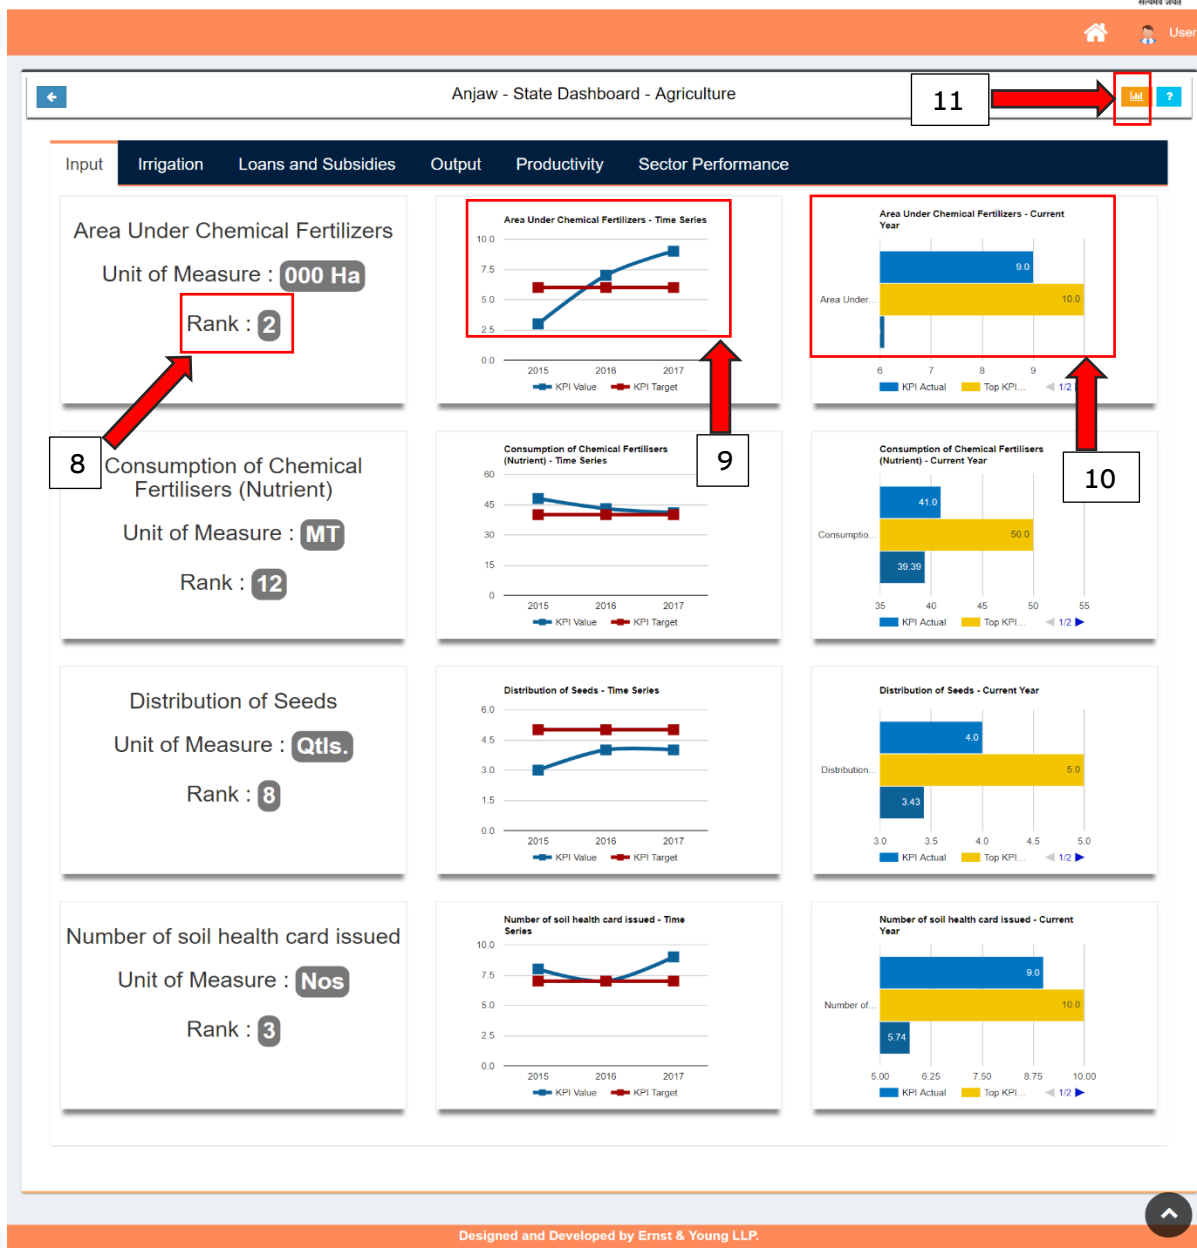 सत्यमेव जयते
User
Anjaw - State Dashboard - Agriculture
11
?
Input Irrigation Loans and Subsidies Output Productivity Sector Performance
Area Under Chemical Fertilizers
Unit of Measure : 000 Ha
Rank : 2
8
Area Under Chemical Fertilizers - Time Series
10.0
7.5
5.0
2.5
0.0
2015 2016 2017
KPI Value KPI Target
9
Area Under Chemical Fertilizers - Current
Year
9.0
Area Under... 10.0
6 7 8 9
KPI Actual Top KPI... 1/2
10
Consumption of Chemical
Fertilisers (Nutrient)
Unit of Measure : MT
Rank : 12
Consumption of Chemical Fertilisers
(Nutrient) - Time Series
60
45
30
15
0
2015 2016 2017
KPI Value KPI Target
Consumption of Chemical Fertilisers
(Nutrient) - Current Year
41.0
Consumptio... 50.0
39.39
35 40 45 50 55
KPI Actual Top KPI... 1/2
Distribution of Seeds
Unit of Measure : Qtls.
Rank : 8
Distribution of Seeds - Time Series
6.0
4.5
3.0
1.5
0.0
2015 2016 2017
KPI Value KPI Target
Distribution of Seeds - Current Year
4.0
Distribution... 5.0
3.43
3.0 3.5 4.0 4.5 5.0
KPI Actual Top KPI... 1/2
Number of soil health card issued
Unit of Measure : Nos
Rank : 3
Number of soil health card issued - Time
Series
10.0
7.5
5.0
2.5
0.0
2015 2016 2017
KPI Value KPI Target
Number of soil health card issued - Current
Year
9.0
Number of... 10.0
5.74
5.00 6.25 7.50 8.75 10.00
KPI Actual Top KPI... 1/2
Designed and Developed by Ernst & Young LLP.